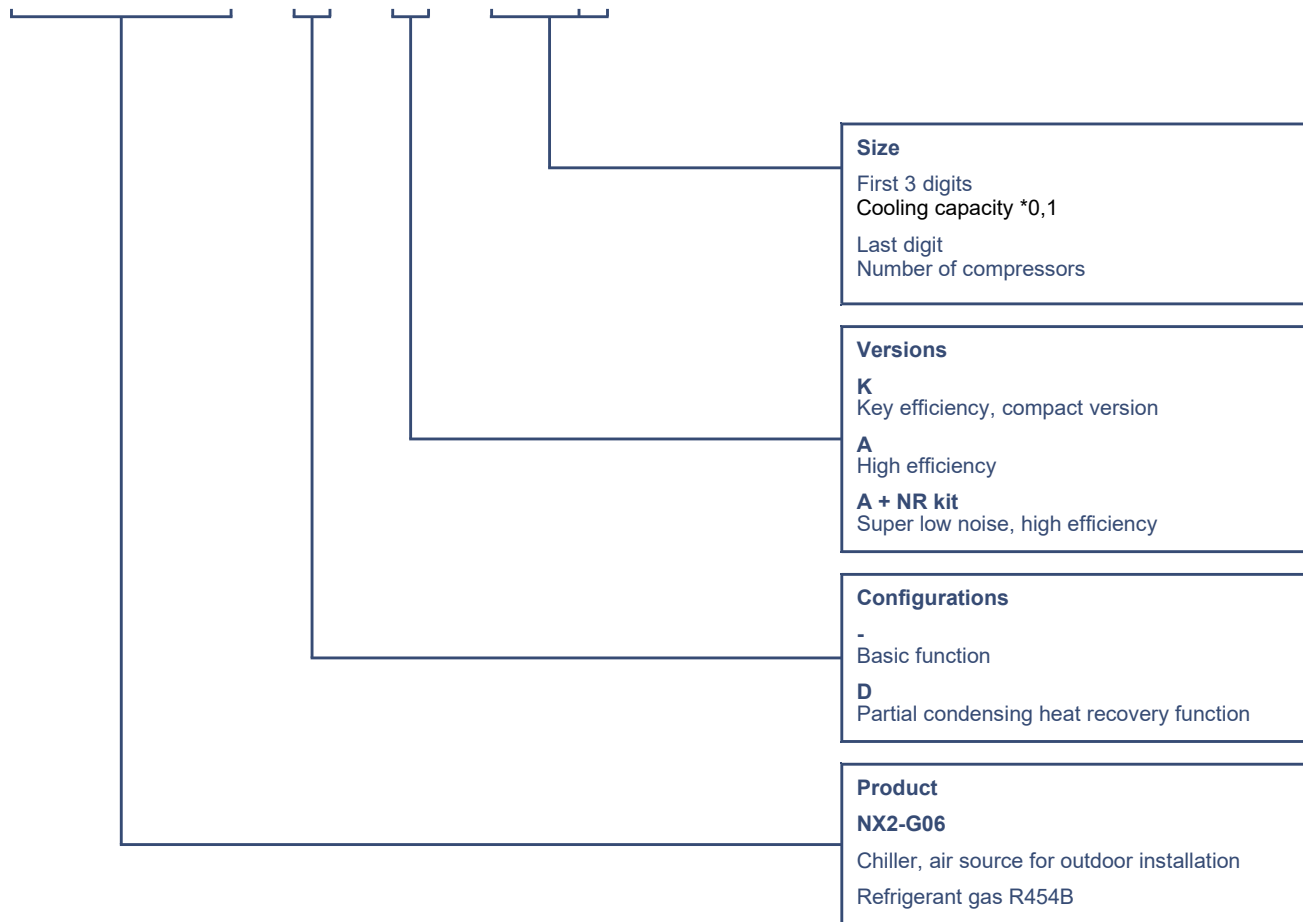 Size
First 3 digits
Cooling capacity *0,1
Last digit
Number of compressors
Versions
K
Key efficiency, compact version
A
High efficiency
A + NR kit
Super low noise, high efficiency
Configurations
-
Basic function
D
Partial condensing heat recovery function
Product
NX2-G06
Chiller, air source for outdoor installation
Refrigerant gas R454B